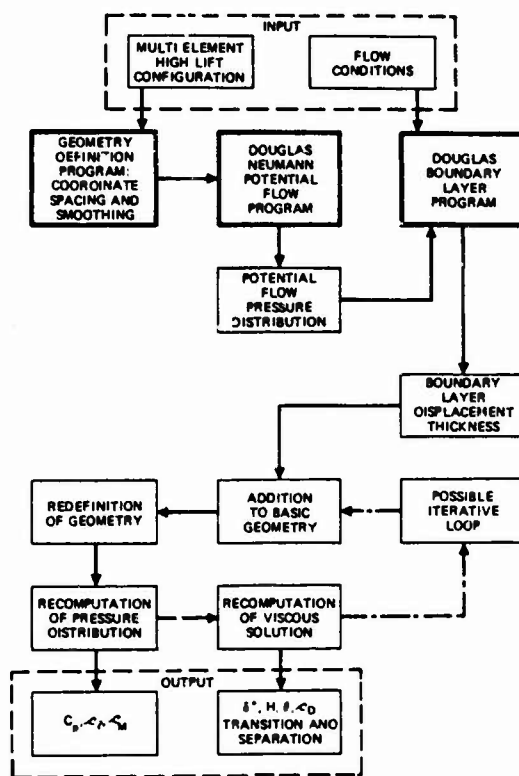 INPUT
MULTI ELEMENT
HIGH LIFT
CONFIGURATION
FLOW
CONDITIONS
GEOMETRY
DEFINITION
PROGRAM:
COORDINATE
SPACING AND
SMOOTHING
DOUGLAS
NEUMANN
POTENTIAL
FLOW
PROGRAM
DOUGLAS
BOUNDARY
LAYER
PROGRAM
POTENTIAL
FLOW
PRESSURE
DISTRIBUTION
BOUNDARY
LAYER
DISPLACEMENT
THICKNESS
REDEFINITION
OF GEOMETRY
ADDITION
TO BASIC
GEOMETRY
POSSIBLE
ITERATIVE
LOOP
RECOMPUTATION
OF PRESSURE
DISTRIBUTION
RECOMPUTATION
OF VISCOUS
SOLUTION
OUTPUT
TRANSITION AND
SEPARATION